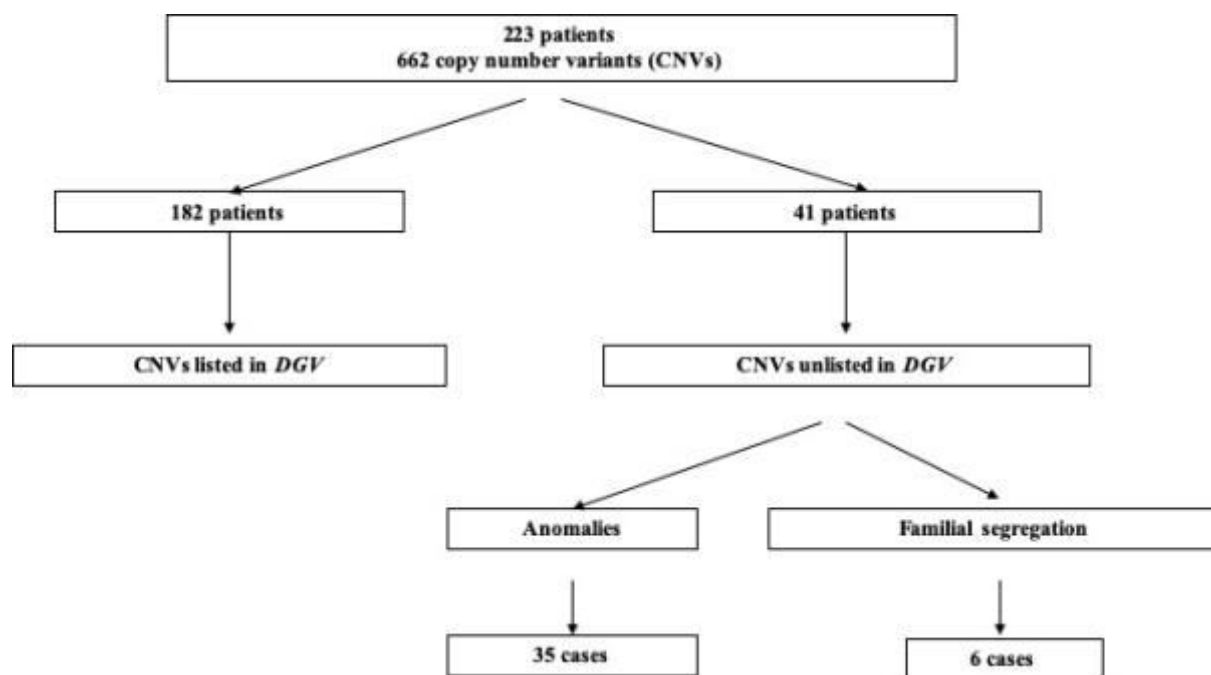 223 patients
662 copy number variants (CNVs)
182 patients
41 patients
CNVs listed in DGV
CNVs unlisted in DGV
Anomalies
Familial segregation
35 cases
6 cases